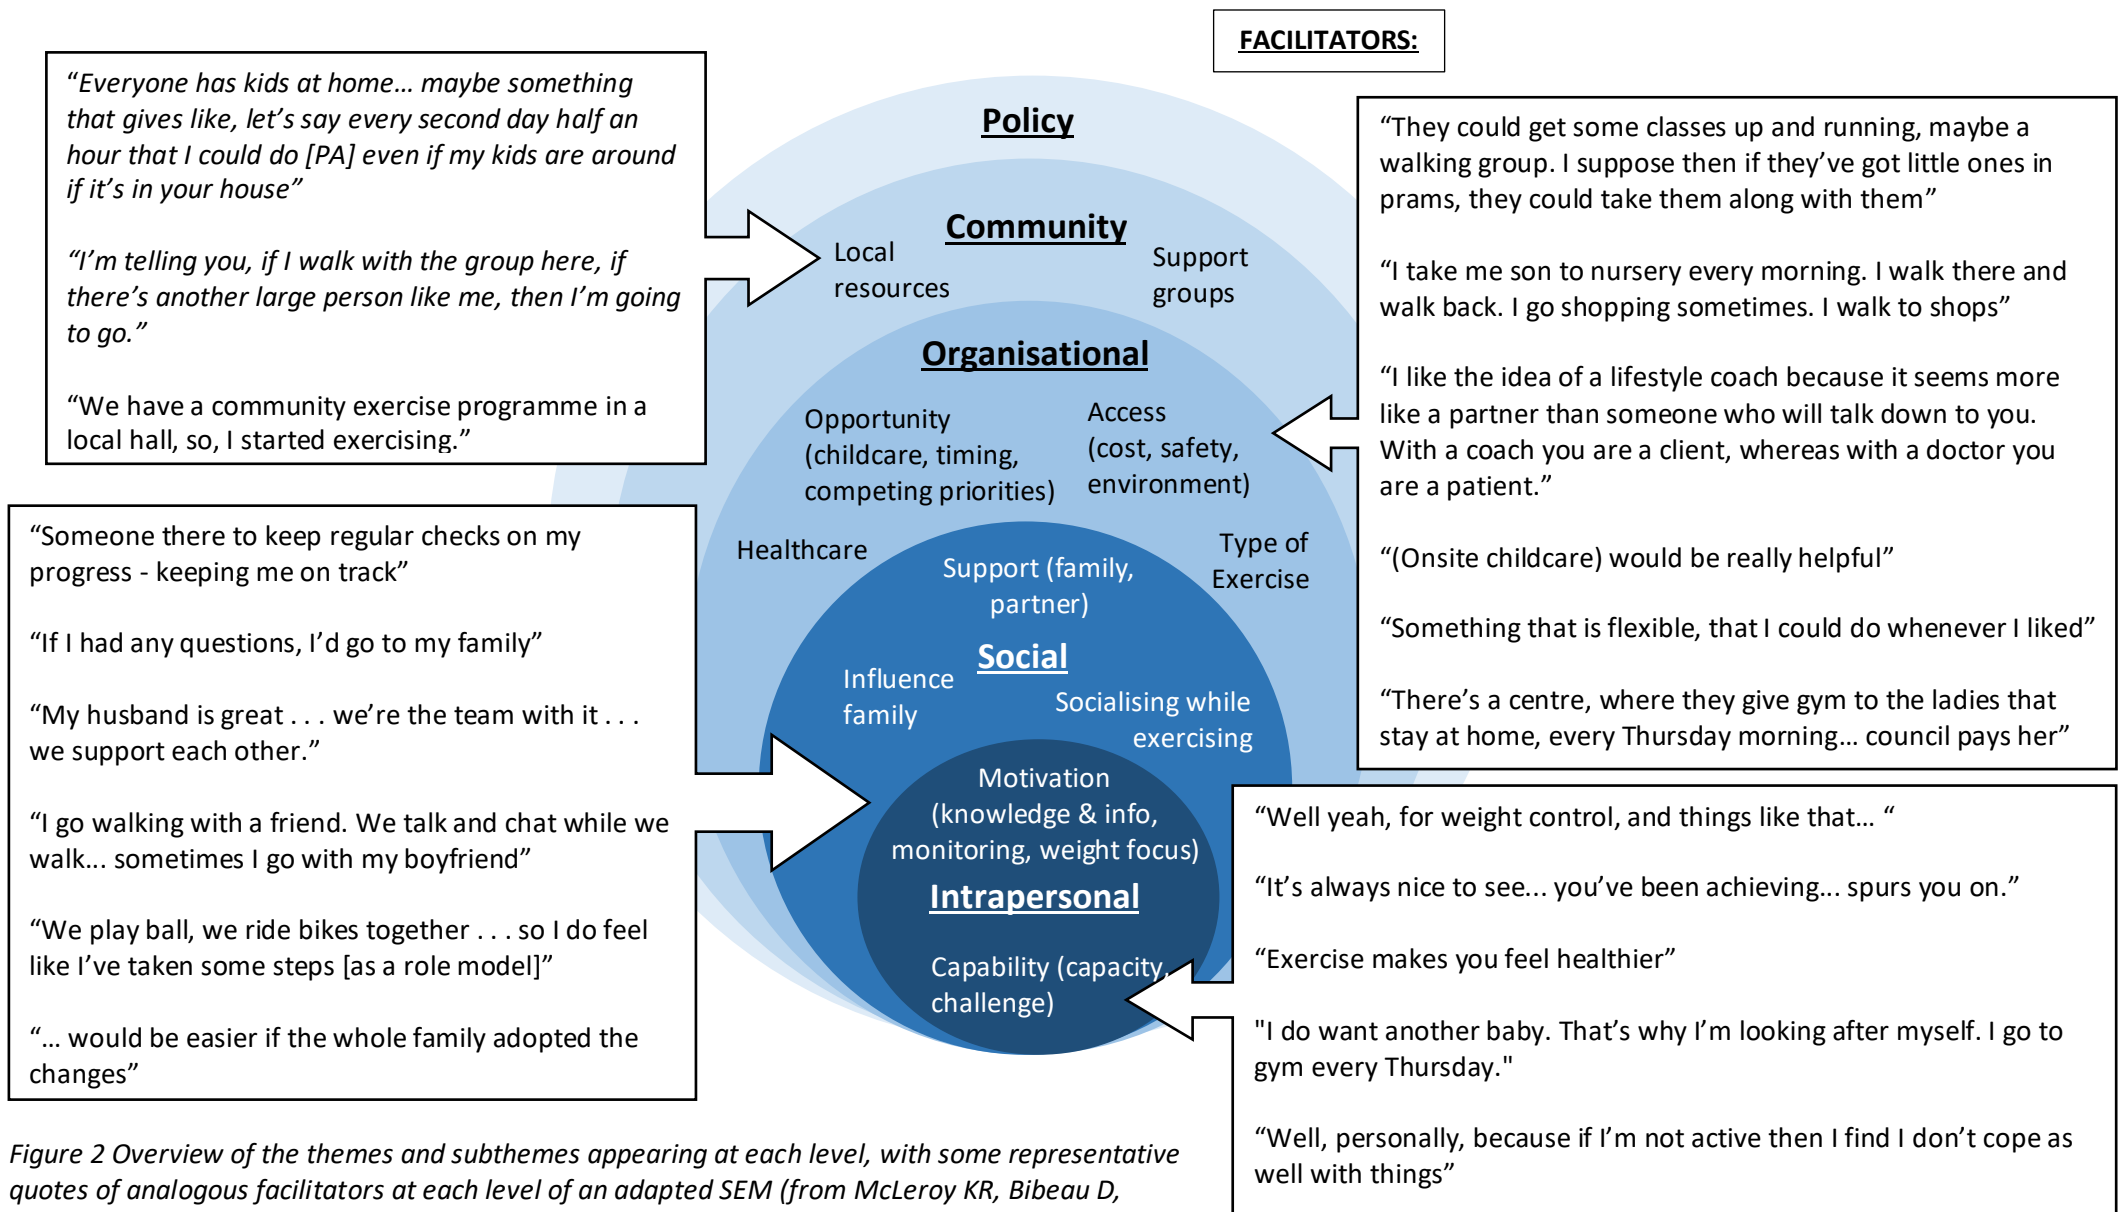 FACILITATORS:
“Everyone has kids at home… maybe something
that gives like, let’s say every second day half an
hour that I could do [PA] even if my kids are around
if it’s in your house”
“I’m telling you, if I walk with the group here, if
there’s another large person like me, then I’m going
to go.”
“We have a community exercise programme in a
local hall, so, I started exercising.”
“Someone there to keep regular checks on my
progress - keeping me on track”
“If I had any questions, I’d go to my family”
“My husband is great . . . we’re the team with it . . .
we support each other.”
“I go walking with a friend. We talk and chat while we
walk… sometimes I go with my boyfriend”
“We play ball, we ride bikes together . . . so I do feel
like I’ve taken some steps [as a role model]”
“… would be easier if the whole family adopted the
changes”
Policy
Community
Local
resources
Support
groups
Organisational
Opportunity
(childcare, timing,
competing priorities)
Access
(cost, safety,
environment)
Healthcare
Type of
Exercise
Support (family,
partner)
Social
Influence
family
Socialising while
exercising
Motivation
(knowledge & info,
monitoring, weight focus)
Intrapersonal
Capability (capacity,
challenge)
“They could get some classes up and running, maybe a
walking group. I suppose then if they’ve got little ones in
prams, they could take them along with them”
“I take me son to nursery every morning. I walk there and
walk back. I go shopping sometimes. I walk to shops”
“I like the idea of a lifestyle coach because it seems more
like a partner than someone who will talk down to you.
With a coach you are a client, whereas with a doctor you
are a patient.”
“(Onsite childcare) would be really helpful”
“Something that is flexible, that I could do whenever I liked”
“There’s a centre, where they give gym to the ladies that
stay at home, every Thursday morning… council pays her”
“Well yeah, for weight control, and things like that… “
“It’s always nice to see… you’ve been achieving… spurs you on.”
“Exercise makes you feel healthier”
"I do want another baby. That’s why I’m looking after myself. I go to
gym every Thursday."
“Well, personally, because if I’m not active then I find I don’t cope as
well with things”
Figure 2 Overview of the themes and subthemes appearing at each level, with some representative
quotes of analogous facilitators at each level of an adapted SEM (from McLeroy KR, Bibeau D,